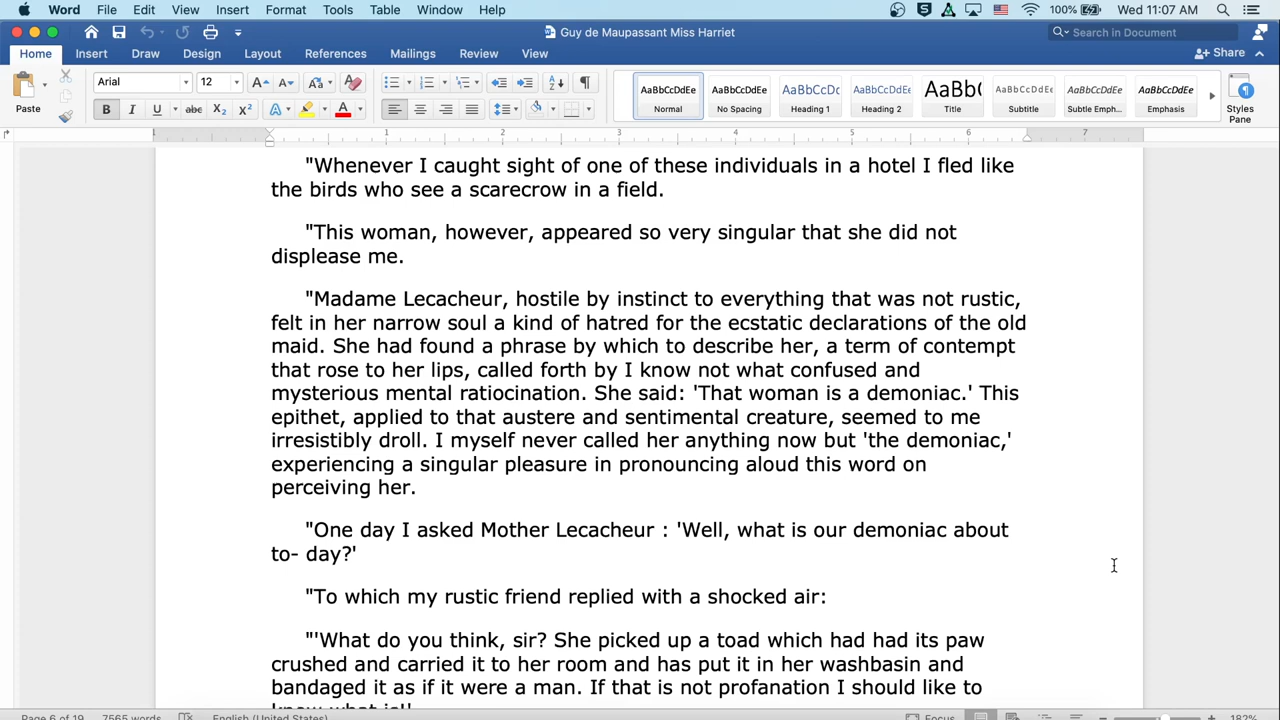 Word File Edit View Insert Format Tools Table Window Help 100% Wed 11:07 AM
Guy de Maupassant Miss Harriet Search in Document
Home Insert Draw Design Layout References Mailings Review View Share
Paste Arial 12 AaBbCcDdEe AaBbCcDdEe AaBbCcDc AaBbCcDdEe AaBbC AaBbCcDdEe AaBbCcDdEe AaBbCcDdEe
Normal No Spacing Heading 1 Heading 2 Title Subtitle Subtle Emph... Emphasis Styles Pane
1 1 2 3 4 5 6 7
"Whenever I caught sight of one of these individuals in a hotel I fled like
the birds who see a scarecrow in a field.
"This woman, however, appeared so very singular that she did not
displease me.
"Madame Lecacheur, hostile by instinct to everything that was not rustic,
felt in her narrow soul a kind of hatred for the ecstatic declarations of the old
maid. She had found a phrase by which to describe her, a term of contempt
that rose to her lips, called forth by I know not what confused and
mysterious mental ratiocination. She said: 'That woman is a demoniac.' This
epithet, applied to that austere and sentimental creature, seemed to me
irresistibly droll. I myself never called her anything now but 'the demoniac,'
experiencing a singular pleasure in pronouncing aloud this word on
perceiving her.
"One day I asked Mother Lecacheur : 'Well, what is our demoniac about
to- day?'
"To which my rustic friend replied with a shocked air:
"'What do you think, sir? She picked up a toad which had had its paw
crushed and carried it to her room and has put it in her washbasin and
bandaged it as if it were a man. If that is not profanation I should like to
know what is!'
Page 6 of 19 7565 words English (United States) Focus 182%